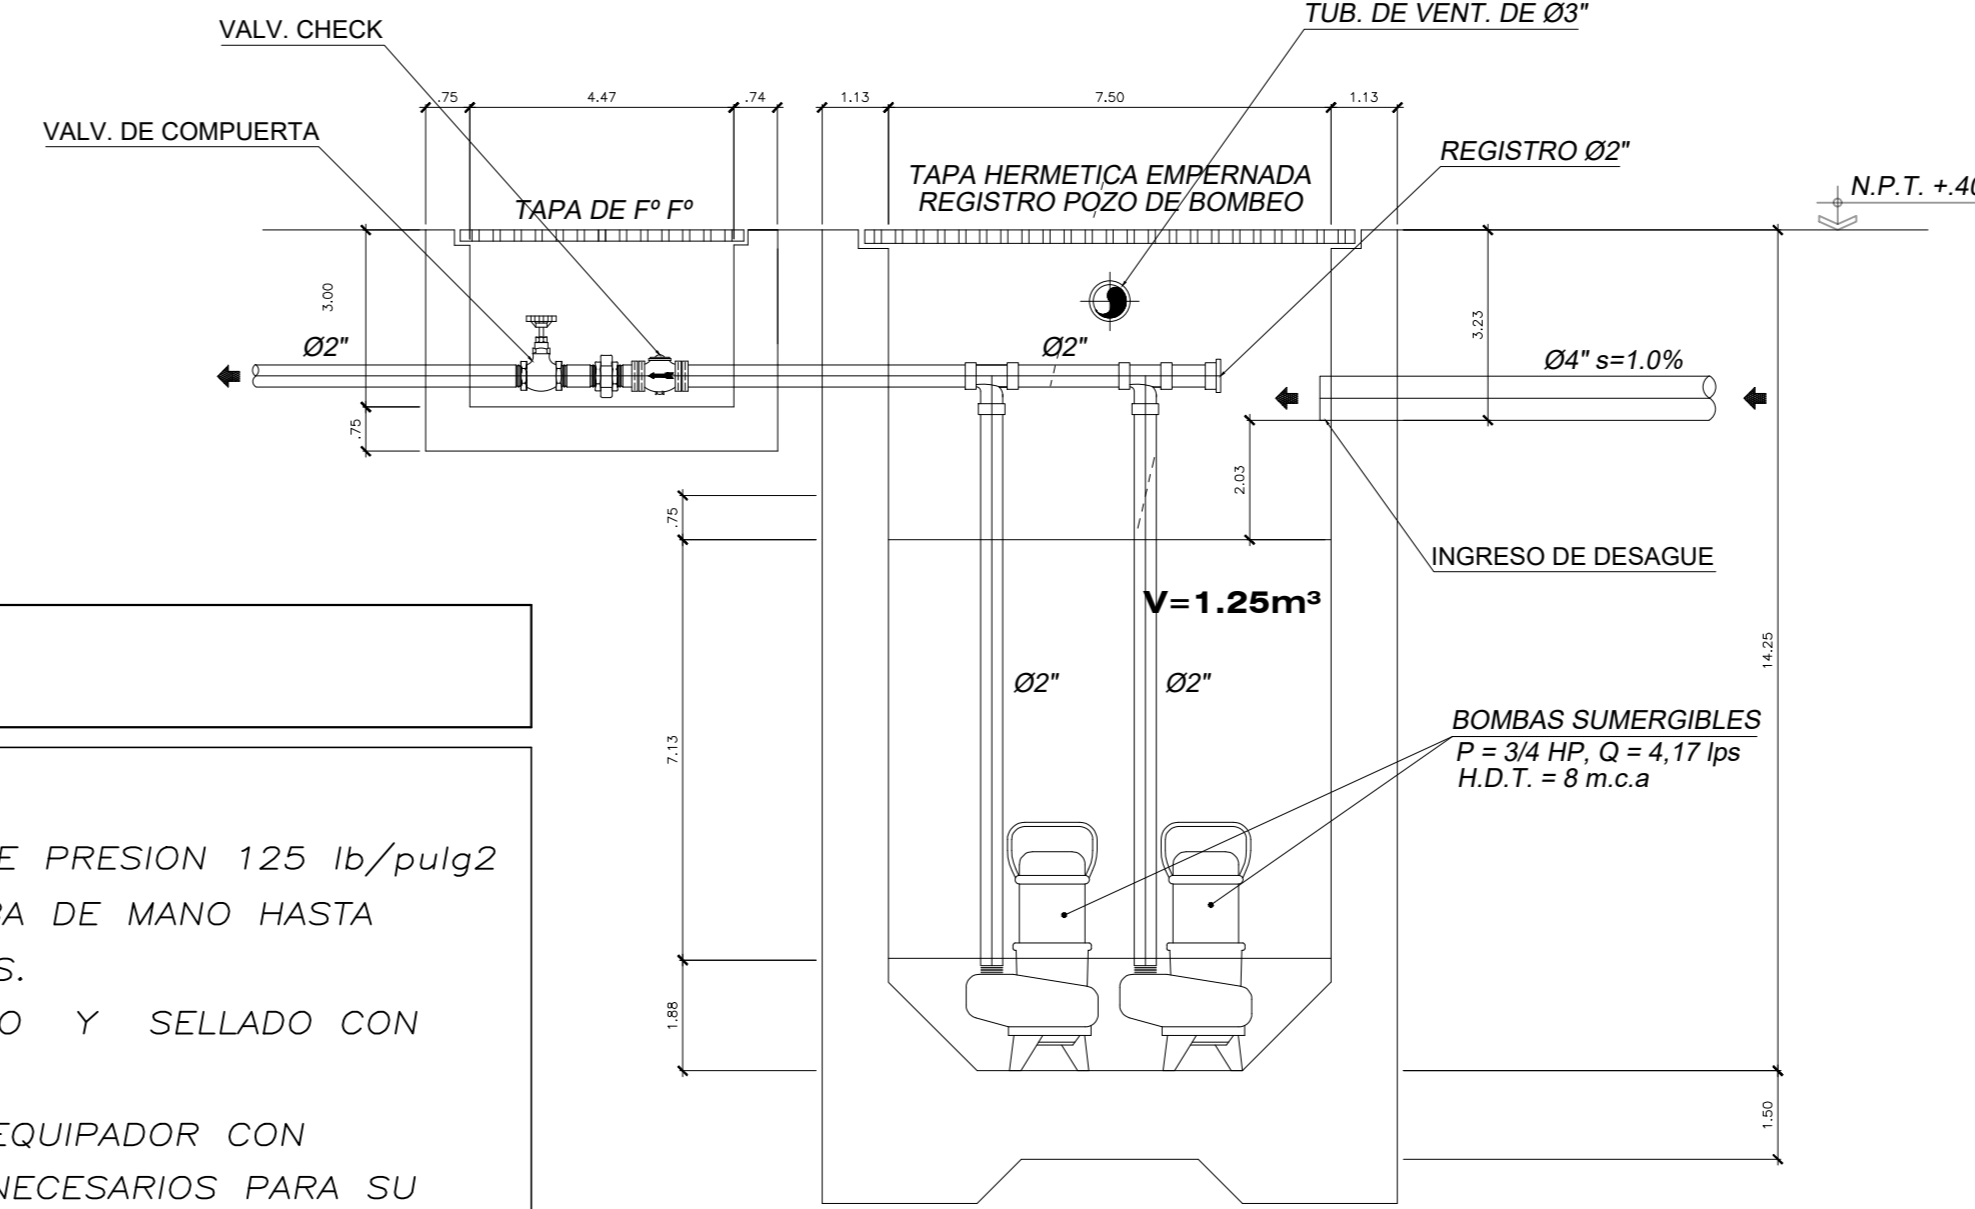 TUB. DE VENT. DE Ø3"
VALV. CHECK
.75
4.47
.74
1.13
7.50
1.13
VALV. DE COMPUERTA
REGISTRO Ø2"
TAPA HERMETICA EMPERNADA
REGISTRO POZO DE BOMBEO
N.P.T. +.40
TAPA DE Fº Fº
3.00
3.23
Ø2"
Ø2"
Ø4" s=1.0%
.75
2.03
.75
INGRESO DE DESAGUE
V=1.25m³
14.25
Ø2"
Ø2"
7.13
BOMBAS SUMERGIBLES
P = 3/4 HP, Q = 4,17 lps
H.D.T. = 8 m.c.a
E PRESION 125 lb/pulg2
BA DE MANO HASTA
S.
1.88
O Y SELLADO CON
1.50
EQUIPADOR CON
NECESARIOS PARA SU